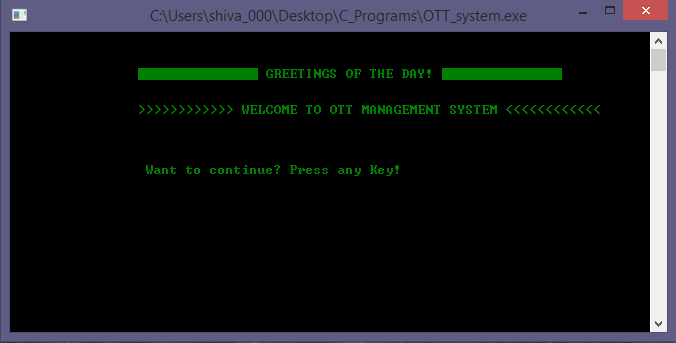 C:\Users\shiva_000\Desktop\C_Programs\OTT_system.exe
GREETINGS OF THE DAY!
>>>>>>>>>>>> WELCOME TO OTT MANAGEMENT SYSTEM <<<<<<<<<<<<
Want to continue? Press any Key!